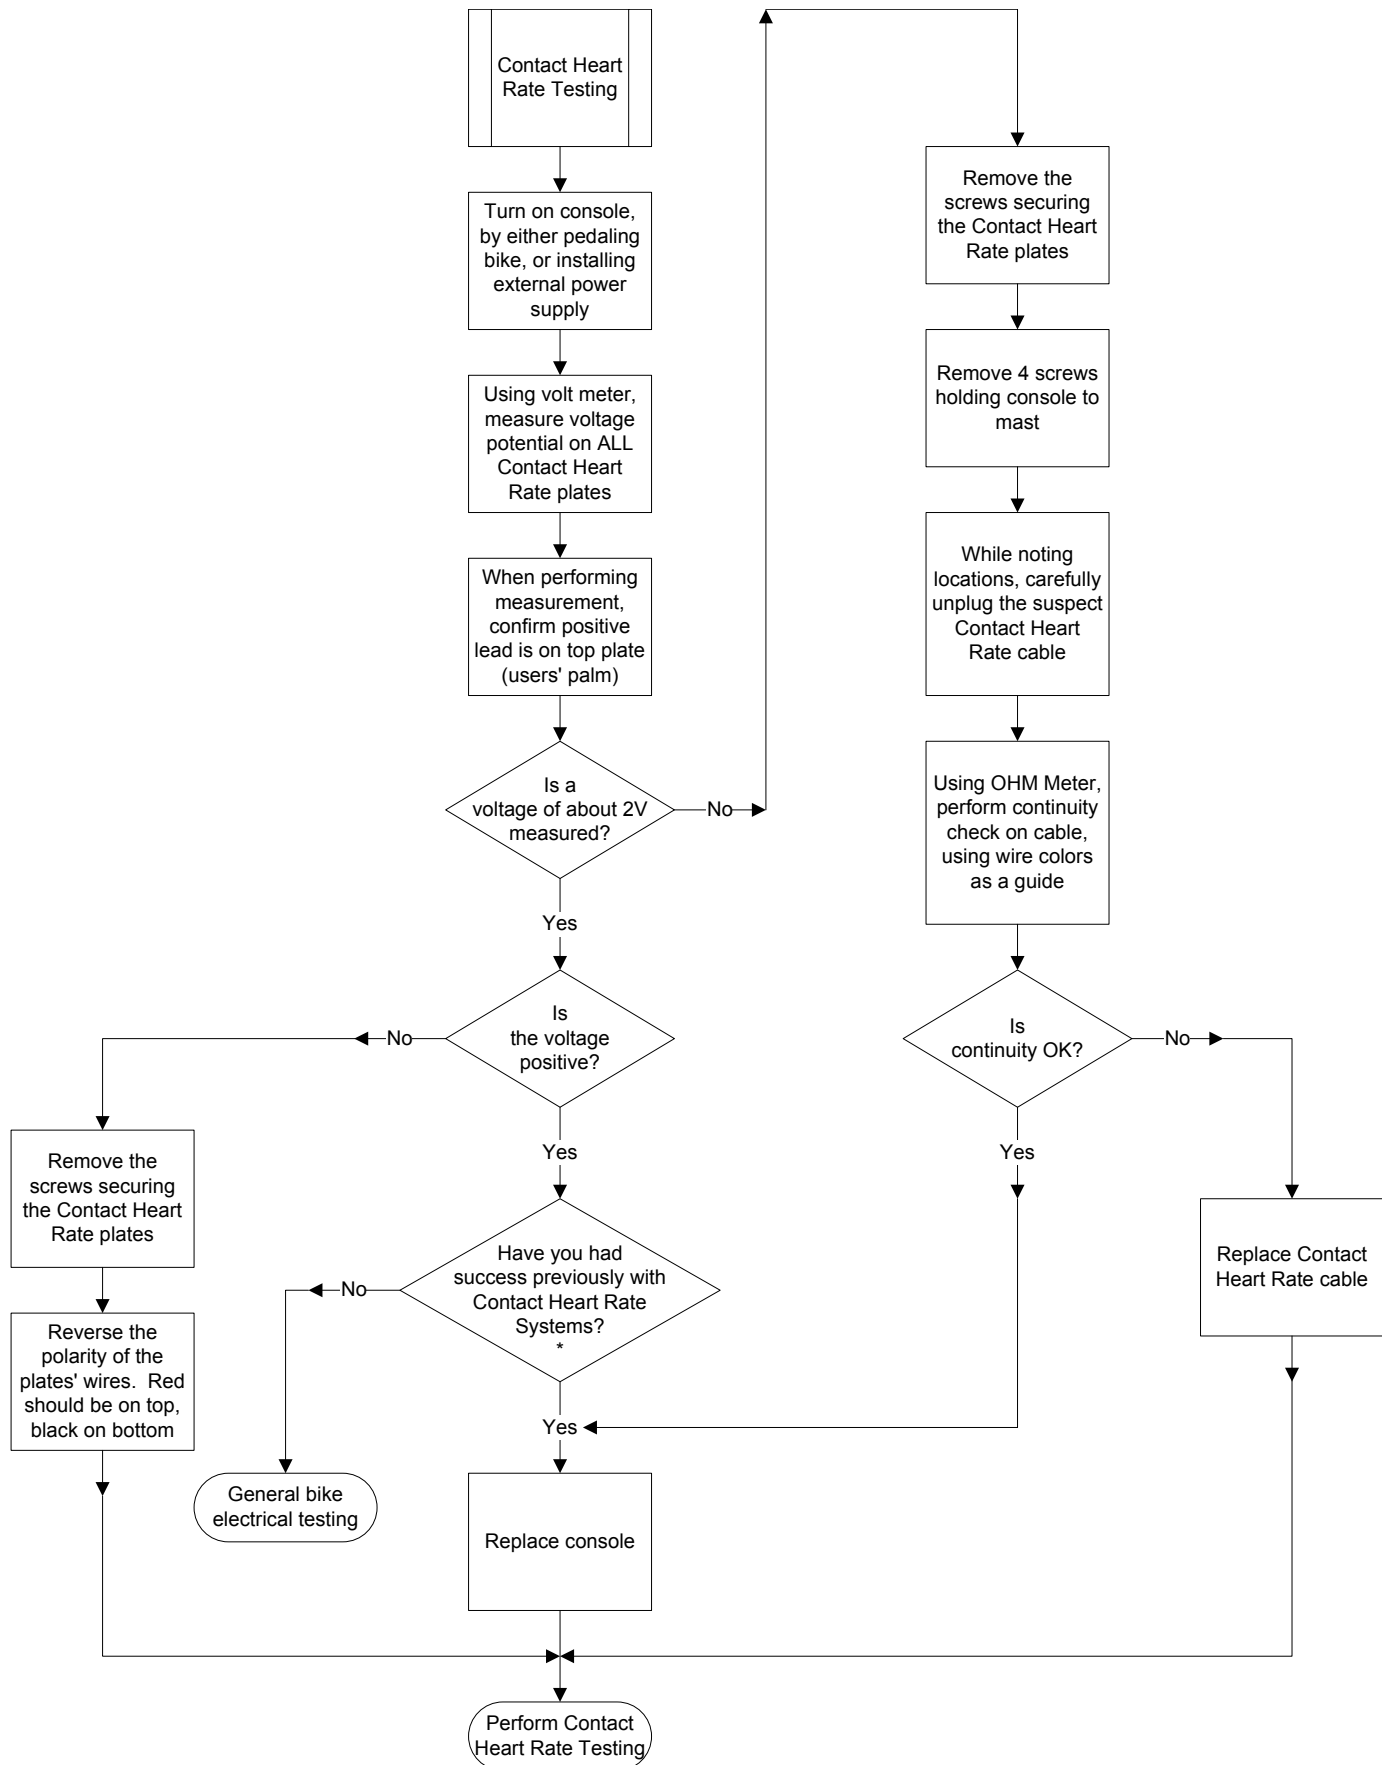 Contact Heart
Rate Testing
Turn on console,
by either pedaling
bike, or installing
external power
supply
Using volt meter,
measure voltage
potential on ALL
Contact Heart
Rate plates
When performing
measurement,
confirm positive
lead is on top plate
(users' palm)
Is a
voltage of about 2V
measured?
No
Yes
Is
the voltage
positive?
No
Yes
Remove the
screws securing
the Contact Heart
Rate plates
Reverse the
polarity of the
plates' wires.  Red
should be on top,
black on bottom
Have you had
success previously with
Contact Heart Rate
Systems?
*
No
Yes
General bike
electrical testing
Replace console
Remove the
screws securing
the Contact Heart
Rate plates
Remove 4 screws
holding console to
mast
While noting
locations, carefully
unplug the suspect
Contact Heart
Rate cable
Using OHM Meter,
perform continuity
check on cable,
using wire colors
as a guide
Is
continuity OK?
No
Yes
Replace Contact
Heart Rate cable
Perform Contact
Heart Rate Testing